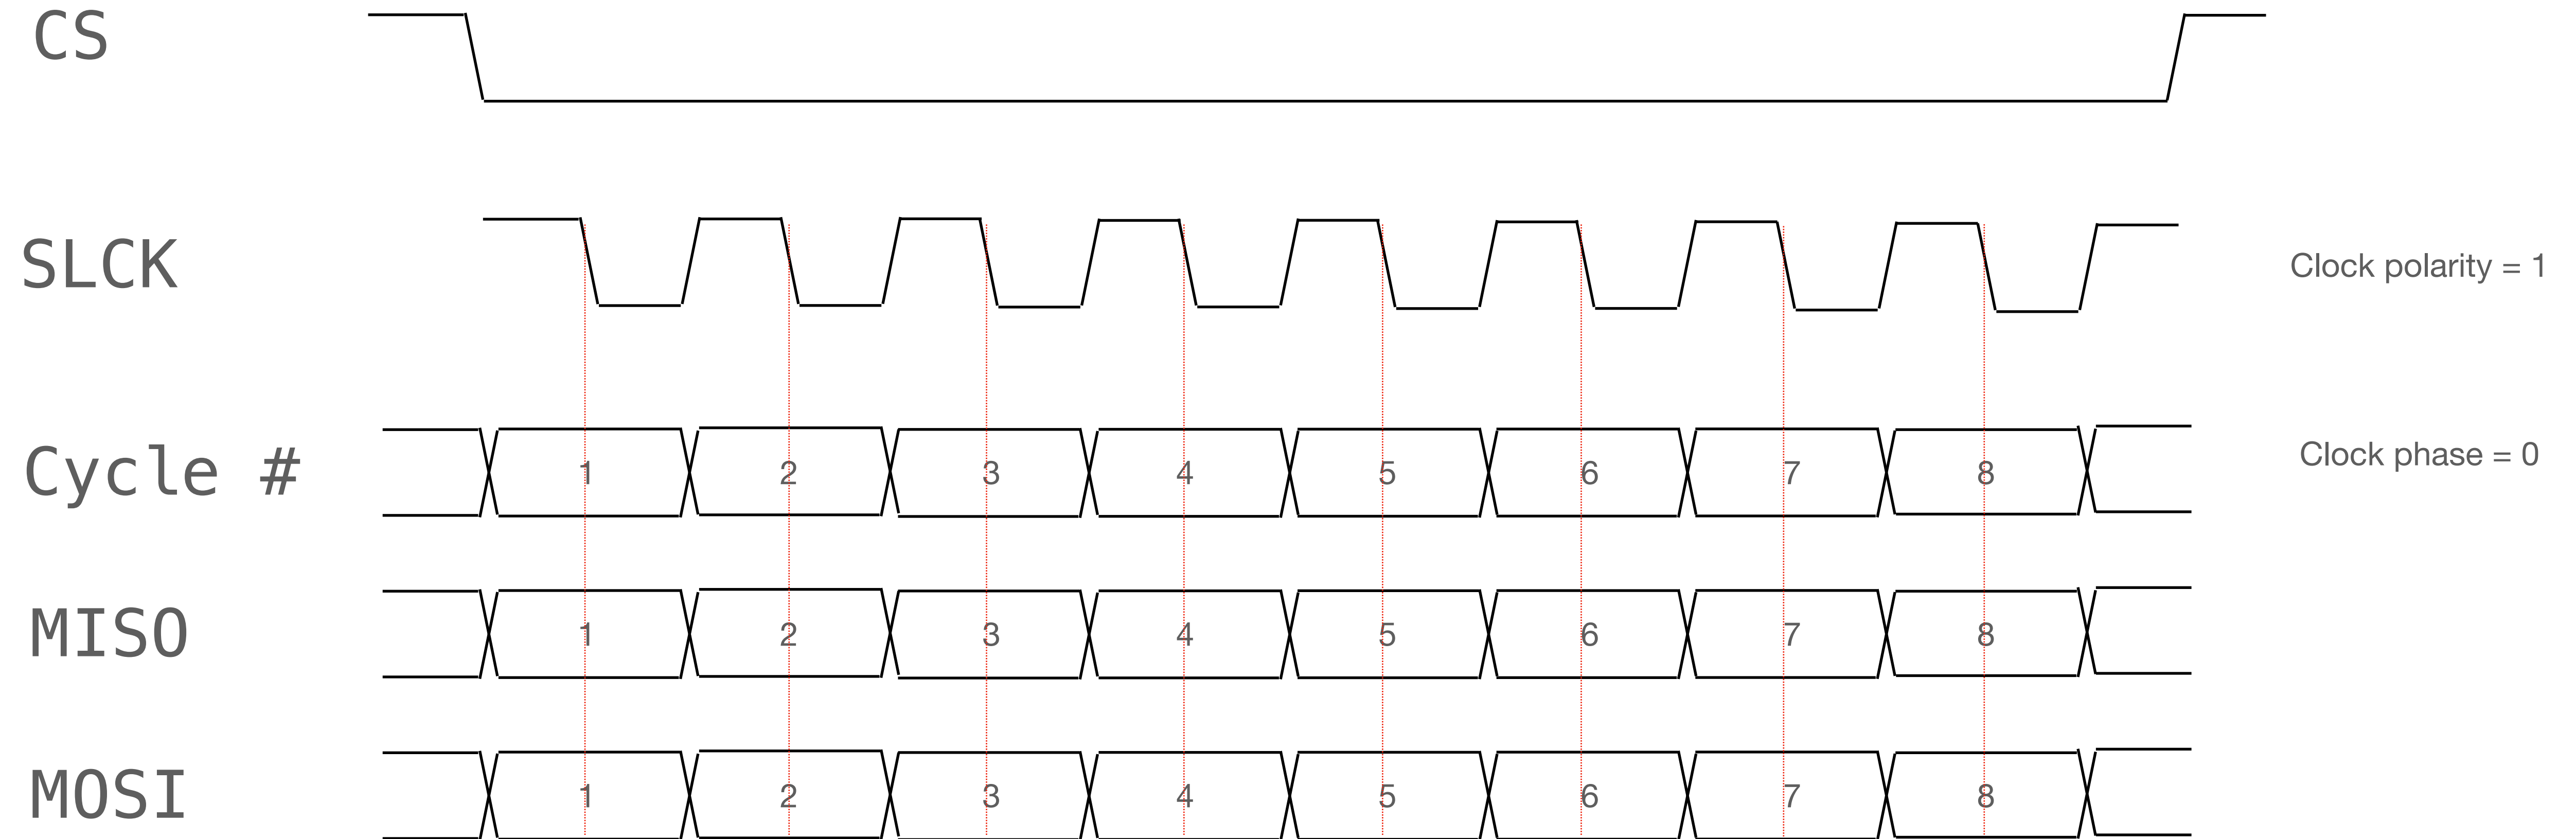 CS
SLCK
Clock polarity = 1
Cycle # 1 2 3 4 5 6 7 8
Clock phase = 0
MISO 1 2 3 4 5 6 7 8
MOSI 1 2 3 4 5 6 7 8